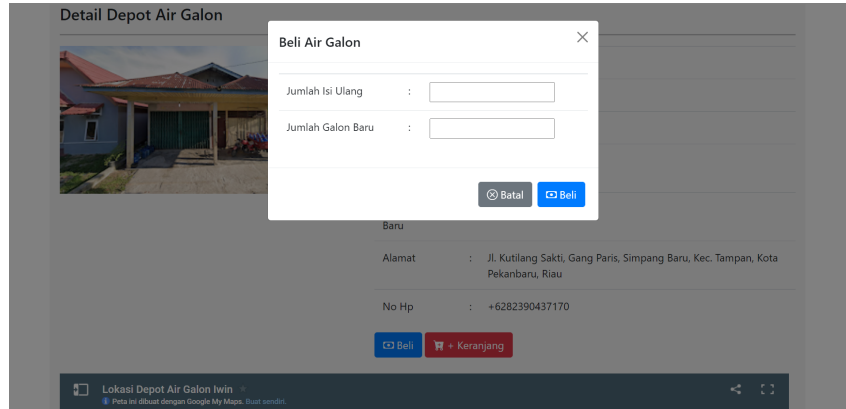 Detail Depot Air Galon
Beli Air Galon
Jumlah Isi Ulang :
Jumlah Galon Baru :
Batal
Beli
Baru
Alamat : Jl. Kutilang Sakti, Gang Paris, Simpang Baru, Kec. Tampan, Kota
Pekanbaru, Riau
No Hp : +6282390437170
Beli
+ Keranjang
Lokasi Depot Air Galon Iwin
Peta ini dibuat dengan Google My Maps. Buat sendiri.